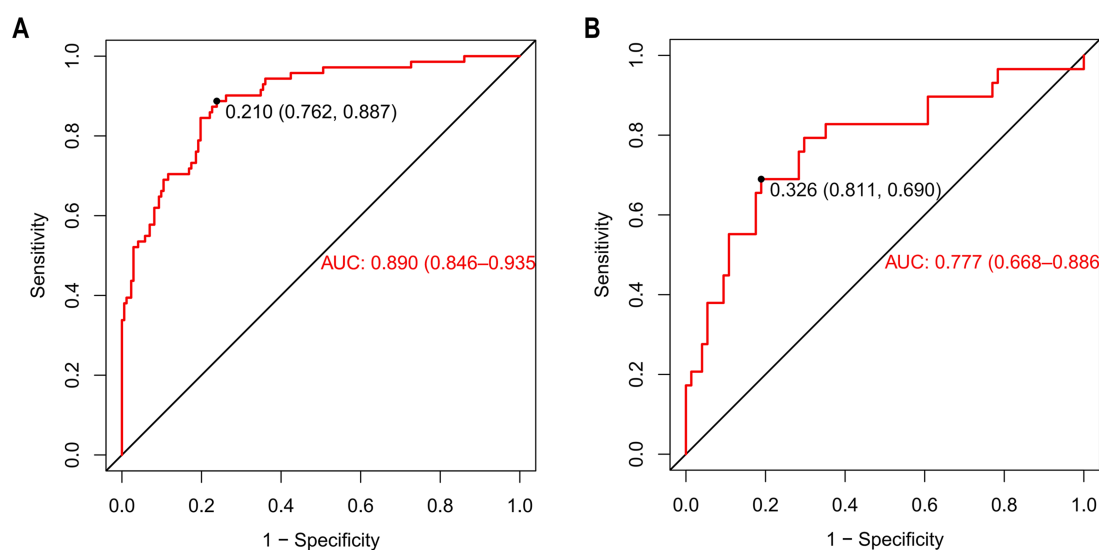 A
1.0
0.8
0.6
0.4
0.2
0.0
Sensitivity
0.210 (0.762, 0.887)
AUC: 0.890 (0.846–0.935
0.0 0.2 0.4 0.6 0.8 1.0
1 − Specificity
B
1.0
0.8
0.6
0.4
0.2
0.0
Sensitivity
0.326 (0.811, 0.690)
AUC: 0.777 (0.668–0.886
0.0 0.2 0.4 0.6 0.8 1.0
1 − Specificity